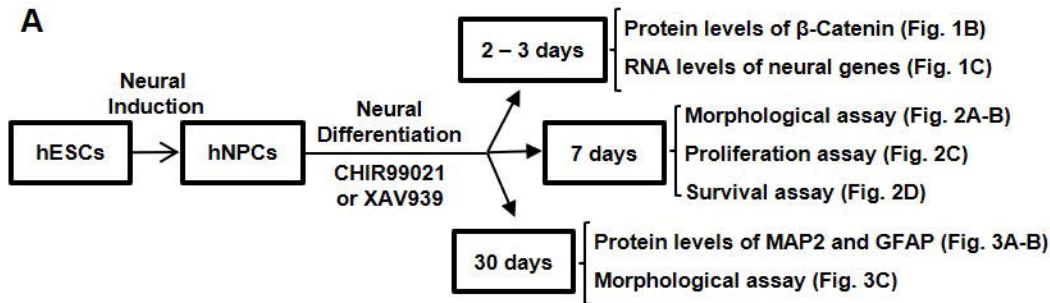 A
Neural
Induction
hESCs
hNPCs
Neural
Differentiation
CHIR99021
or XAV939
2 – 3 days
Protein levels of β-Catenin (Fig. 1B)
RNA levels of neural genes (Fig. 1C)
7 days
Morphological assay (Fig. 2A-B)
Proliferation assay (Fig. 2C)
Survival assay (Fig. 2D)
30 days
Protein levels of MAP2 and GFAP (Fig. 3A-B)
Morphological assay (Fig. 3C)